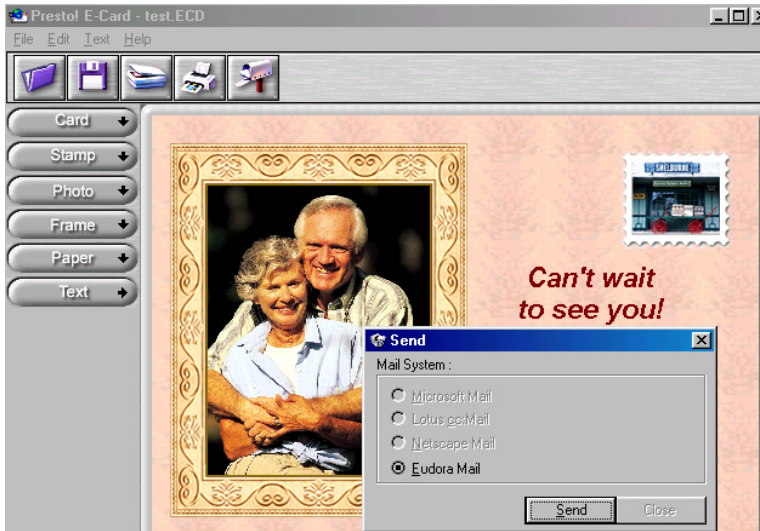 Presto! E-Card - test.ECD
File Edit Text Help
Card
Stamp
Photo
Frame
Paper
Text
SHELBURNE
Can't wait
to see you!
Send
Mail System :
Microsoft Mail
Lotus cc:Mail
Netscape Mail
Eudora Mail
Send Close